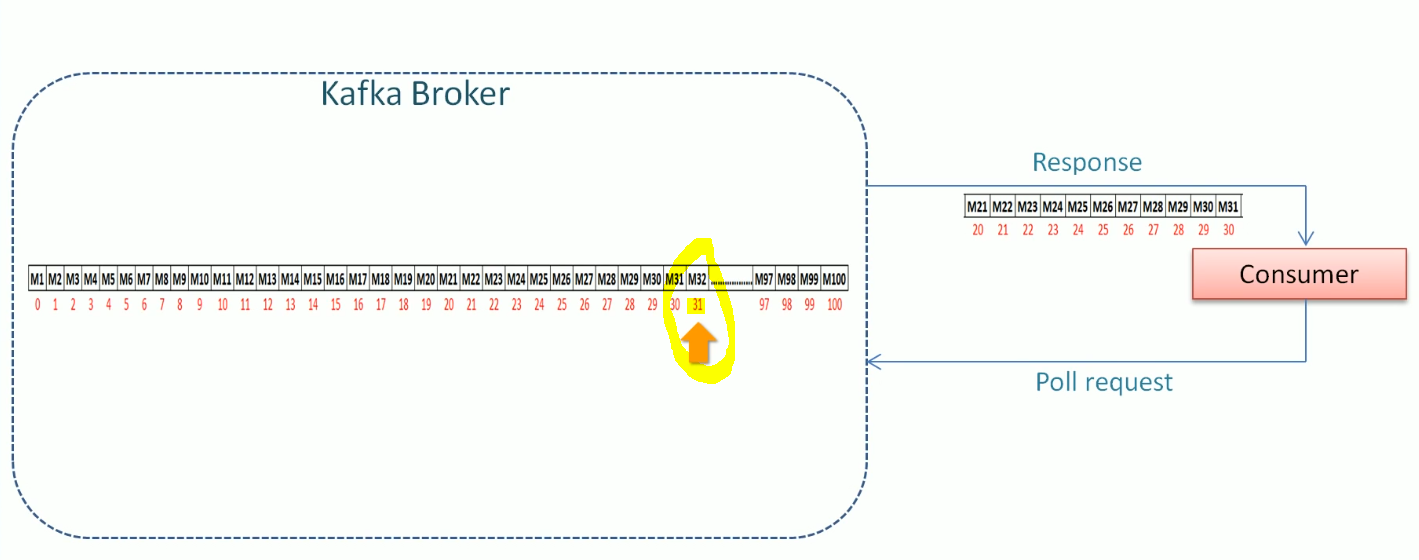 Kafka Broker
Response
M21 M22 M23 M24 M25 M26 M27 M28 M29 M30 M31
20 21 22 23 24 25 26 27 28 29 30
Consumer
M1 M2 M3 M4 M5 M6 M7 M8 M9 M10 M11 M12 M13 M14 M15 M16 M17 M18 M19 M20 M21 M22 M23 M24 M25 M26 M27 M28 M29 M30 M31 M32 .................. M97 M98 M99 M100
0 1 2 3 4 5 6 7 8 9 10 11 12 13 14 15 16 17 18 19 20 21 22 23 24 25 26 27 28 29 30 31 97 98 99 100
Poll request